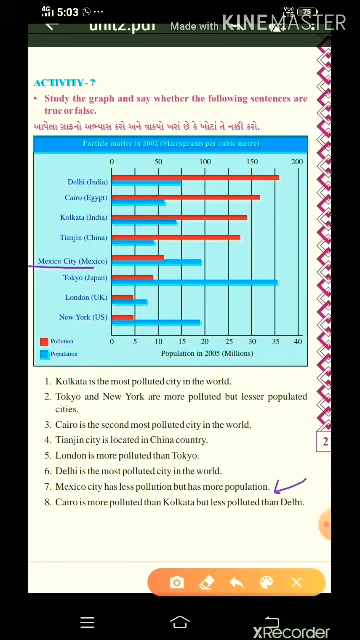 5:03
Vo)
LTE
75
unit2.pdf
Made with
KINEMASTER
ACTIVITY - 7
• Study the graph and say whether the following sentences are
true or false.
આપેલા ગ્રાફનો અભ્યાસ કરો અને વાક્યો ખરાં છે કે ખોટાં તે નક્કી કરો.
Particle matter in 2002 (Micrograms per cubic metre)
0 50 100 150 200
Delhi (India)
Cairo (Egypt)
Kolkata (India)
Tianjin (China)
Mexico City (Mexico)
Tokyo (Japan)
London (UK)
New York (US)
0 5 10 15 20 25 30 35 40
Pollution
Population
Population in 2005 (Millions)
1. Kolkata is the most polluted city in the world.
2. Tokyo and New York are more polluted but lesser populated
cities.
3. Cairo is the second most polluted city in the world.
4. Tianjin city is located in China country.
5. London is more polluted than Tokyo.
6. Delhi is the most polluted city in the world.
7. Mexico city has less pollution but has more population.
8. Cairo is more polluted than Kolkata but less polluted than Delhi.
2
XRecorder